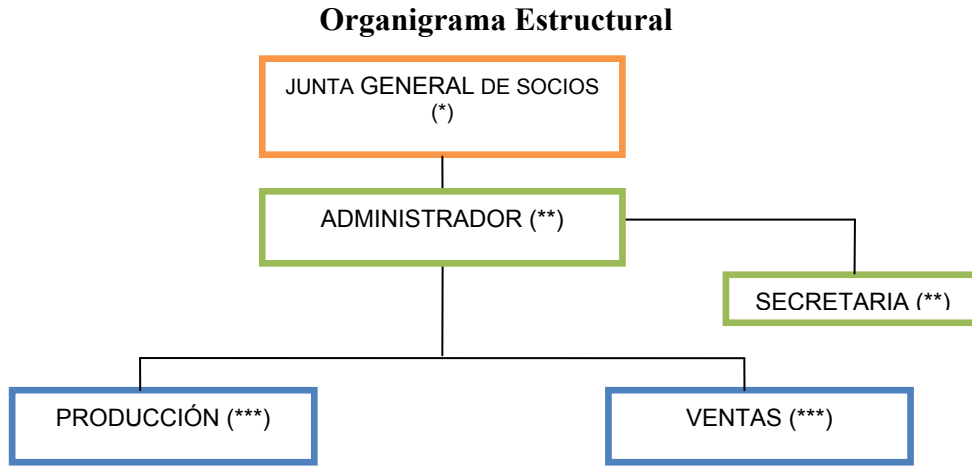 Organigrama Estructural
JUNTA GENERAL DE SOCIOS
(*)
ADMINISTRADOR (**)
SECRETARIA (**)
PRODUCCIÓN (***)
VENTAS (***)